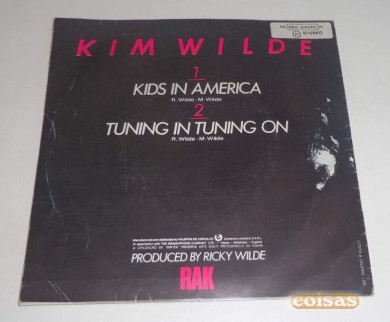 KIM WILDE
STEREO
1
KIDS IN AMERICA
R. Wilde - M. Wilde
2
TUNING IN TUNING ON
R. Wilde - M. Wilde
PRODUCED BY RICKY WILDE
RAK
coisas